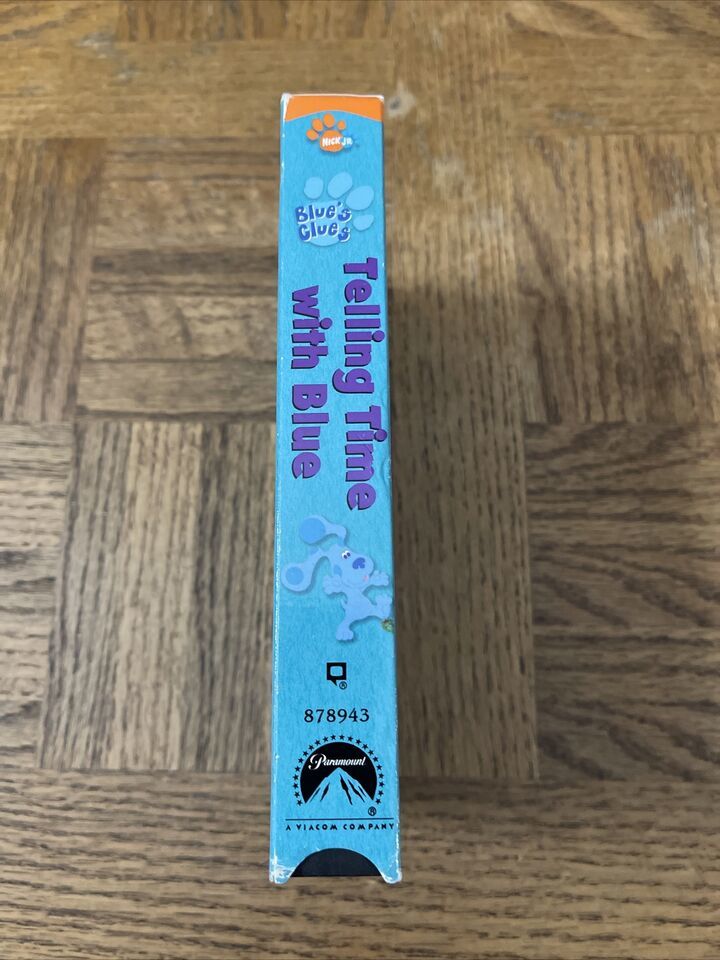 NICK JR.
Blue's
Clues
Telling Time
with Blue
®
878943
Paramount
®
A VIACOM COMPANY